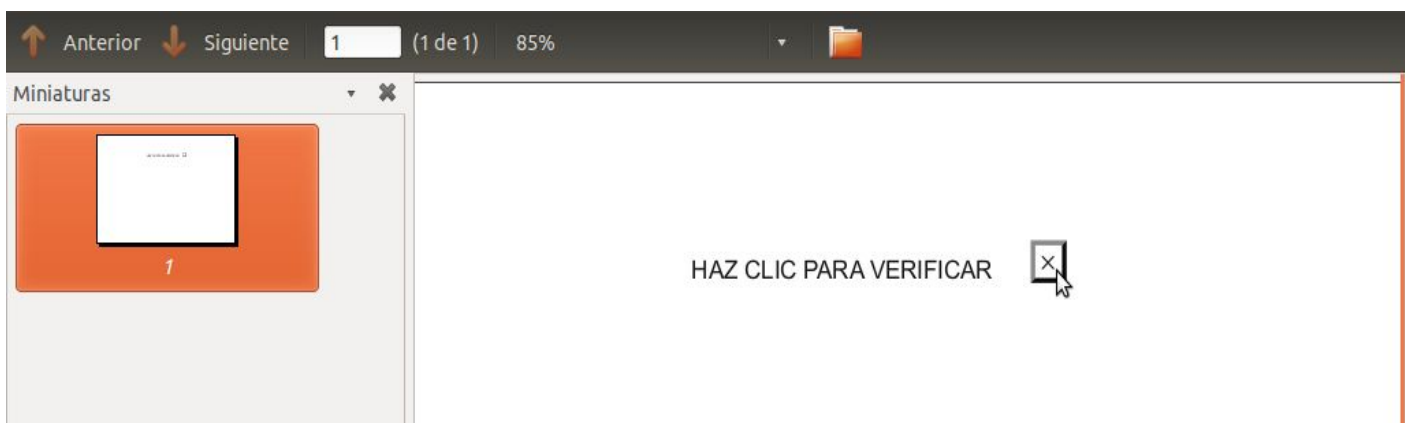 Anterior Siguiente 1 (1 de 1) 85%
Miniaturas
1
HAZ CLIC PARA VERIFICAR